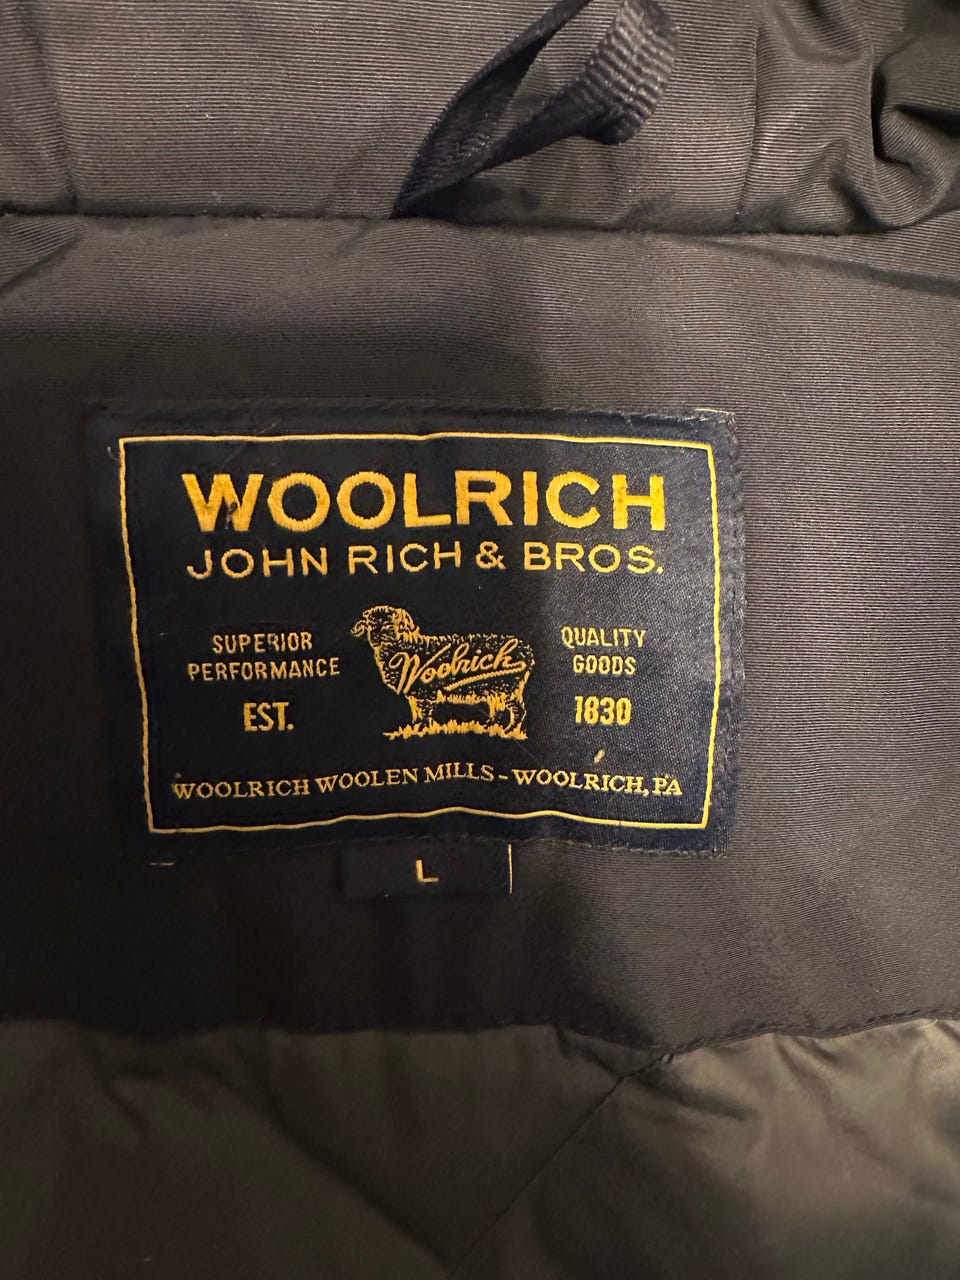 WOOLRICH
JOHN RICH & BROS.
SUPERIOR
PERFORMANCE
EST.
Woolrich
QUALITY
GOODS
1830
WOOLRICH WOOLEN MILLS - WOOLRICH, PA
L